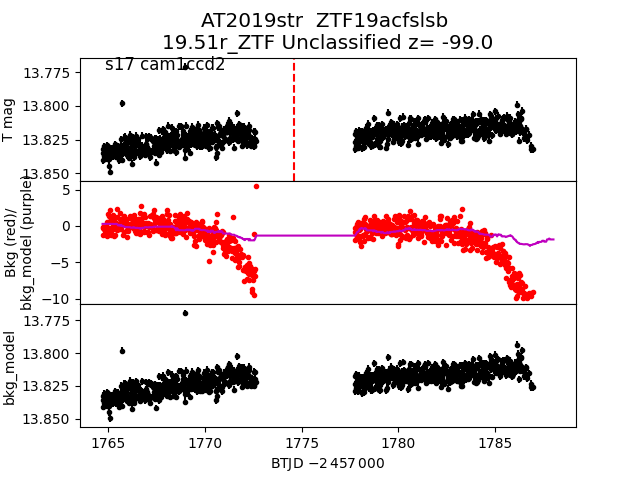 AT2019str ZTF19acfslsb
19.51r_ZTF Unclassified z= -99.0
s17 cam1ccd2
T mag
13.775
13.800
13.825
13.850
Bkg (red)/
bkg_model (purple)
5
0
−5
−10
bkg_model
13.775
13.800
13.825
13.850
1765
1770
1775
1780
1785
BTJD −2 457 000